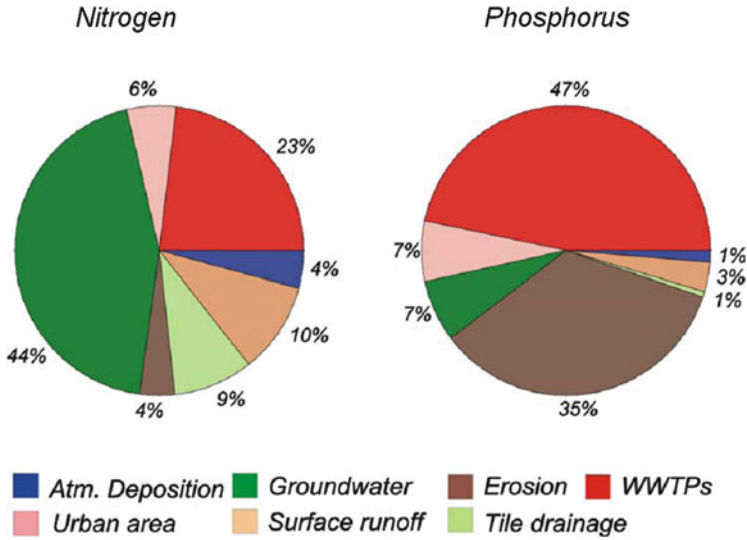 Nitrogen
Phosphorus
6%
23%
4%
10%
9%
4%
44%
47%
1%
3%
1%
35%
7%
7%
Atm. Deposition
Groundwater
Erosion
WWTPs
Urban area
Surface runoff
Tile drainage